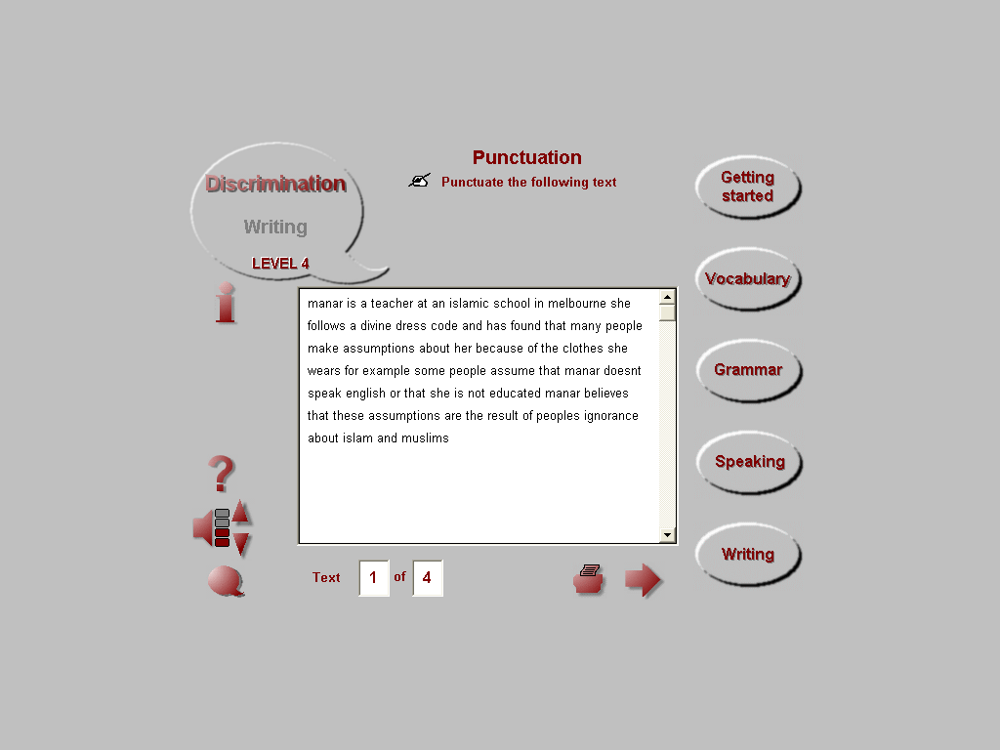 Punctuation
Punctuate the following text
Discrimination
Writing
LEVEL 4
manar is a teacher at an islamic school in melbourne she
follows a divine dress code and has found that many people
make assumptions about her because of the clothes she
wears for example some people assume that manar doesnt
speak english or that she is not educated manar believes
that these assumptions are the result of peoples ignorance
about islam and muslims
Text 1 of 4
Getting
started
Vocabulary
Grammar
Speaking
Writing